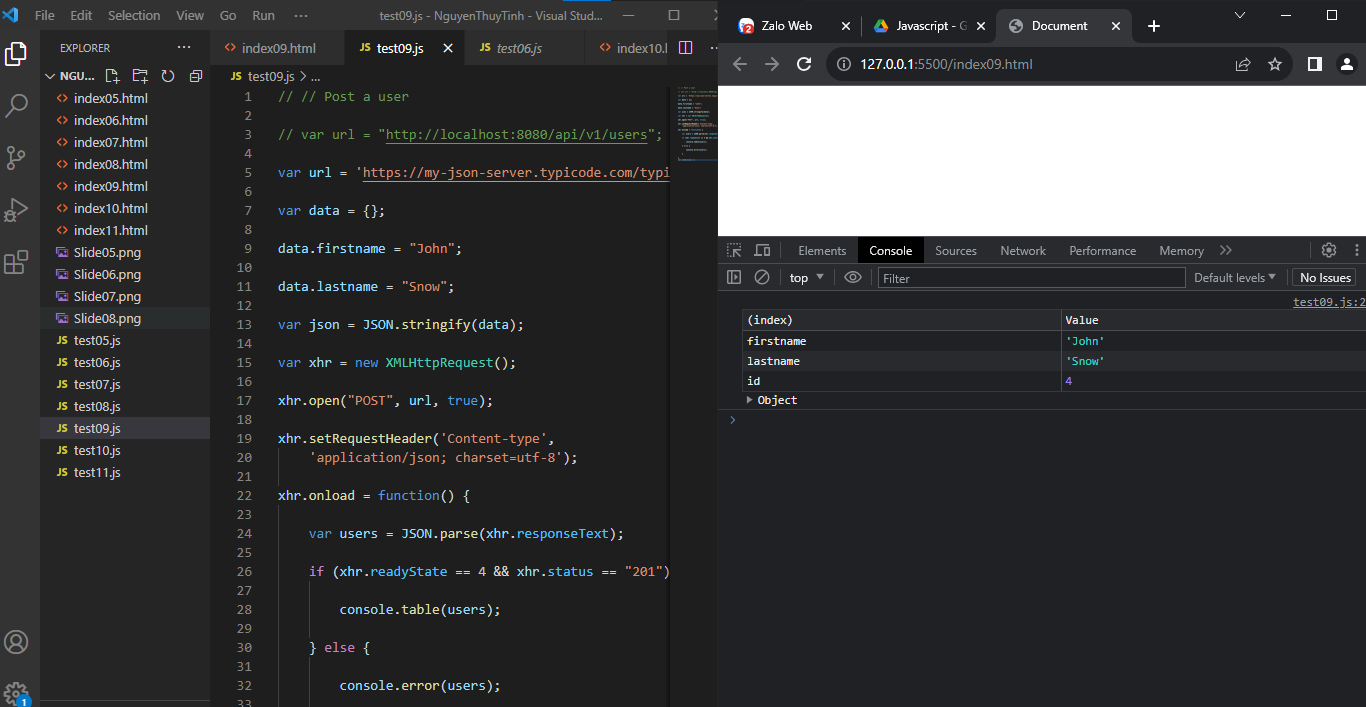 File Edit Selection View Go Run ··· test09.js - NguyenThuyTinh - Visual Stud...
EXPLORER ···
NGU...
index05.html
index06.html
index07.html
index08.html
index09.html
index10.html
index11.html
Slide05.png
Slide06.png
Slide07.png
Slide08.png
JS test05.js
JS test06.js
JS test07.js
JS test08.js
JS test09.js
JS test10.js
JS test11.js
1
index09.html JS test09.js JS test06.js index10.
JS test09.js > ...
1 // // Post a user
2
3 // var url = "http://localhost:8080/api/v1/users";
4
5 var url = 'https://my-json-server.typicode.com/typi
6
7 var data = {};
8
9 data.firstname = "John";
10
11 data.lastname = "Snow";
12
13 var json = JSON.stringify(data);
14
15 var xhr = new XMLHttpRequest();
16
17 xhr.open("POST", url, true);
18
19 xhr.setRequestHeader('Content-type',
20 'application/json; charset=utf-8');
21
22 xhr.onload = function() {
23
24 var users = JSON.parse(xhr.responseText);
25
26 if (xhr.readyState == 4 && xhr.status == "201")
27
28 console.table(users);
29
30 } else {
31
32 console.error(users);
33
2 Zalo Web Javascript - G Document
127.0.0.1:5500/index09.html
Elements Console Sources Network Performance Memory
top Filter Default levels No Issues
test09.js:2
(index) Value
firstname 'John'
lastname 'Snow'
id 4
Object